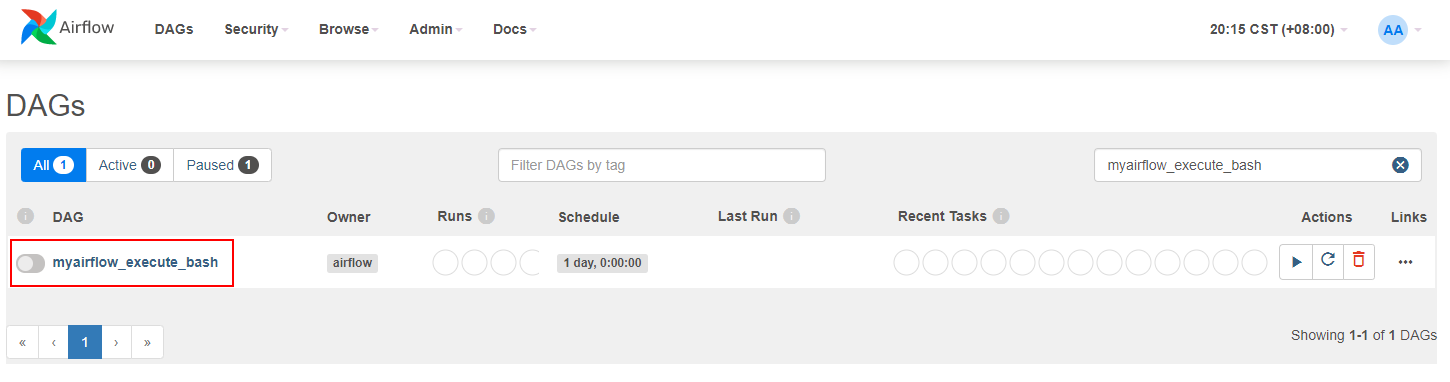 Airflow DAGs Security Browse Admin Docs 20:15 CST (+08:00) AA
DAGs
All 1 Active 0 Paused 1 Filter DAGs by tag myairflow_execute_bash
i DAG Owner Runs i Schedule Last Run i Recent Tasks i Actions Links
myairflow_execute_bash airflow 1 day, 0:00:00
« ‹ 1 › » Showing 1-1 of 1 DAGs